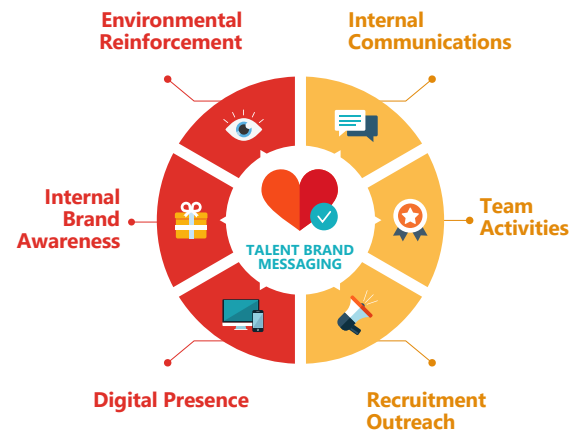 Environmental
Reinforcement
Internal
Communications
Internal
Brand
Awareness
TALENT BRAND
MESSAGING
Team
Activities
Digital Presence
Recruitment
Outreach